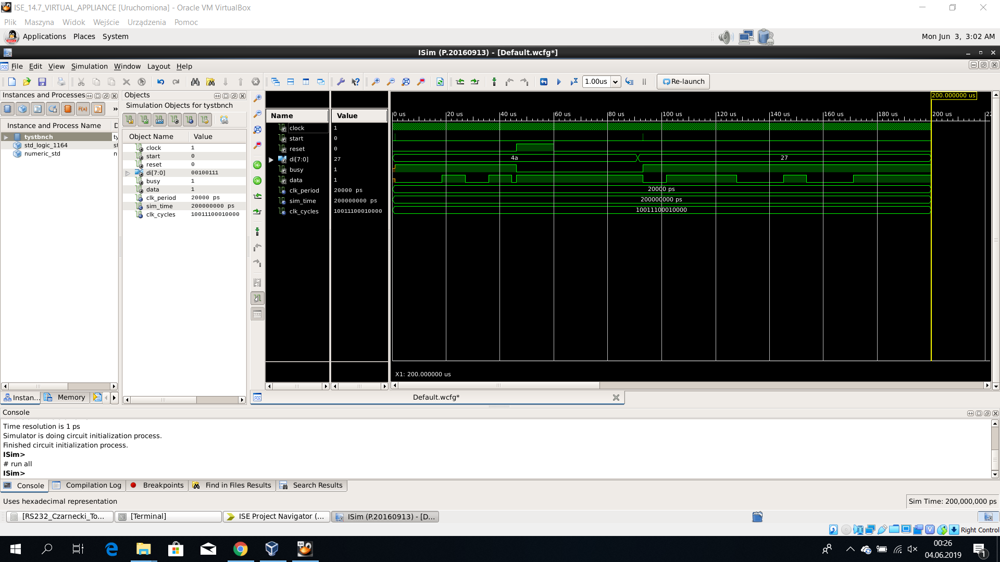 ISE_14.7_VIRTUAL_APPLIANCE [Uruchomiona] - Oracle VM VirtualBox
Plik Maszyna Widok Wejście Urządzenia Pomoc
Applications Places System
Mon Jun 3, 3:02 AM
ISim (P.20160913) - [Default.wcfg*]
File Edit View Simulation Window Layout Help
1.00us Re-launch
Instances and Processes
Instance and Process Name
tystbnch
std_logic_1164
numeric_std
Instan...
Memory
Objects
Simulation Objects for tystbnch
Object Name Value
clock 1
start 0
reset 0
di[7:0] 00100111
busy 1
data 1
clk_period 20000 ps
sim_time 200000000 ps
clk_cycles 10011100010000
Name Value
clock 1
start 0
reset 0
di[7:0] 27
busy 1
data 1
clk_period 20000 ps
sim_time 200000000 ps
clk_cycles 10011100010000
200.000000 us
0 us 20 us 40 us 60 us 80 us 100 us 120 us 140 us 160 us 180 us 200 us 22
4a 27
20000 ps
200000000 ps
10011100010000
X1: 200.000000 us
Default.wcfg*
Console
Time resolution is 1 ps
Simulator is doing circuit initialization process.
Finished circuit initialization process.
ISim>
# run all
ISim>
Console Compilation Log Breakpoints Find in Files Results Search Results
Uses hexadecimal representation
Sim Time: 200,000,000 ps
[RS232_Czarnecki_To... [Terminal] ISE Project Navigator (... ISim (P.20160913) - [D...
Right Control
00:26
04.06.2019
1